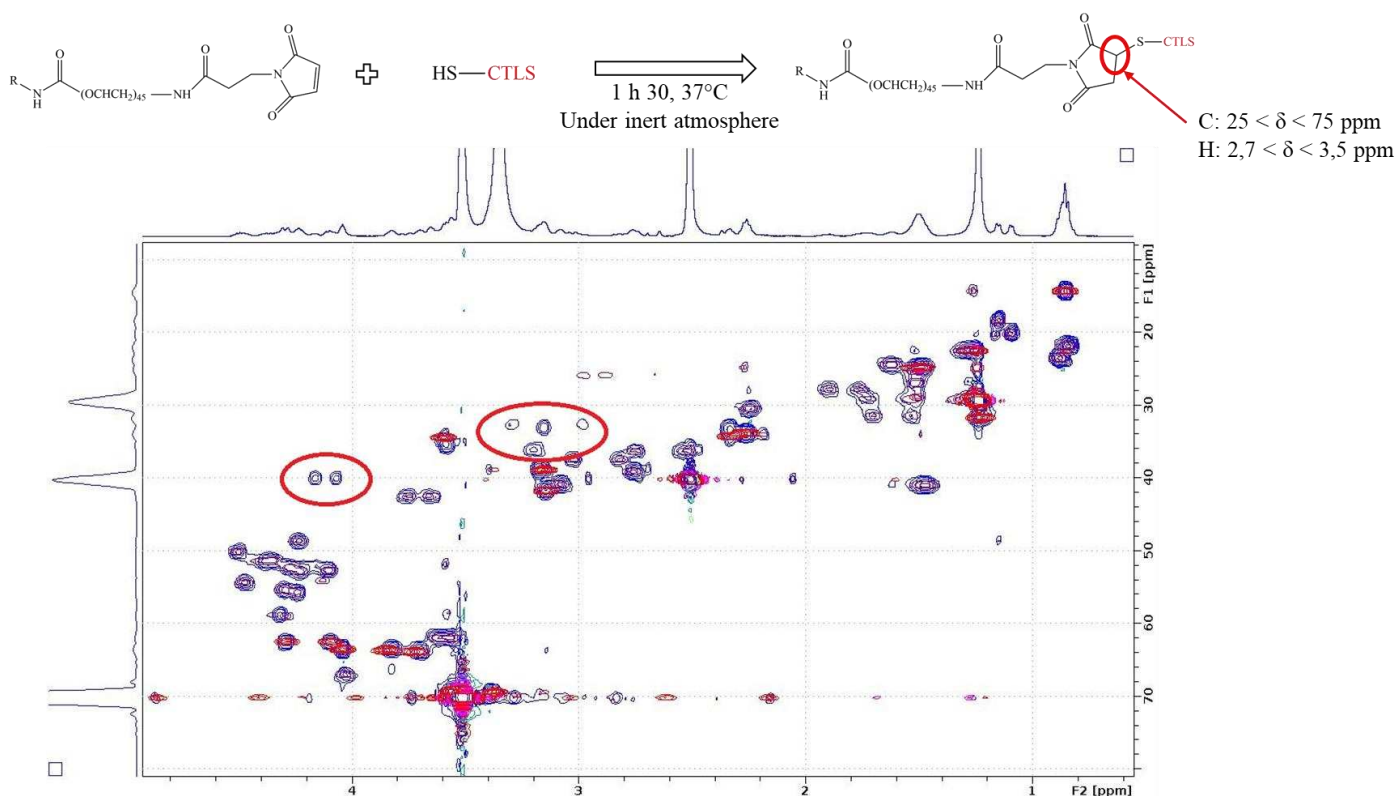 O
O
O
O
R
N
H
(OCHCH₂)₄₅
NH
N
O
HS—CTLS
1 h 30, 37°C
Under inert atmosphere
O
O
O
S—CTLS
R
N
H
(OCHCH₂)₄₅
NH
N
O
C: 25 < δ < 75 ppm
H: 2,7 < δ < 3,5 ppm
F1 [ppm]
20
30
40
50
60
70
4
3
2
1
F2 [ppm]